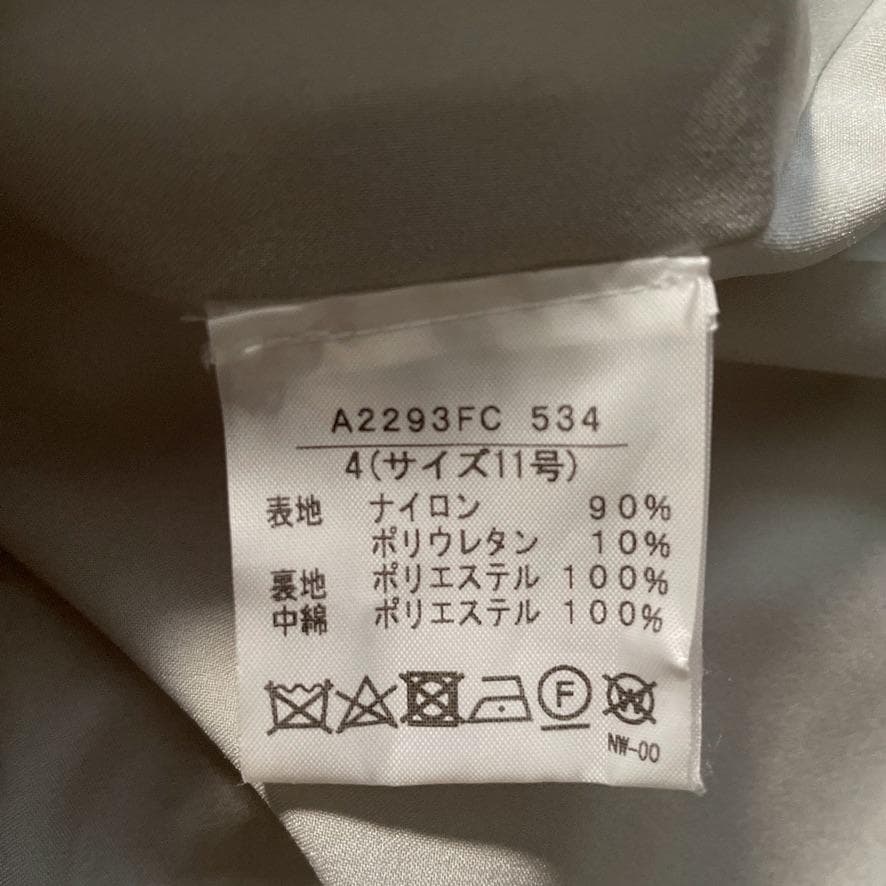 A2293FC 534
4(サイズ11号)
表地 ナイロン 90%
ポリウレタン 10%
裏地 ポリエステル 100%
中綿 ポリエステル 100%
F W
NW-00